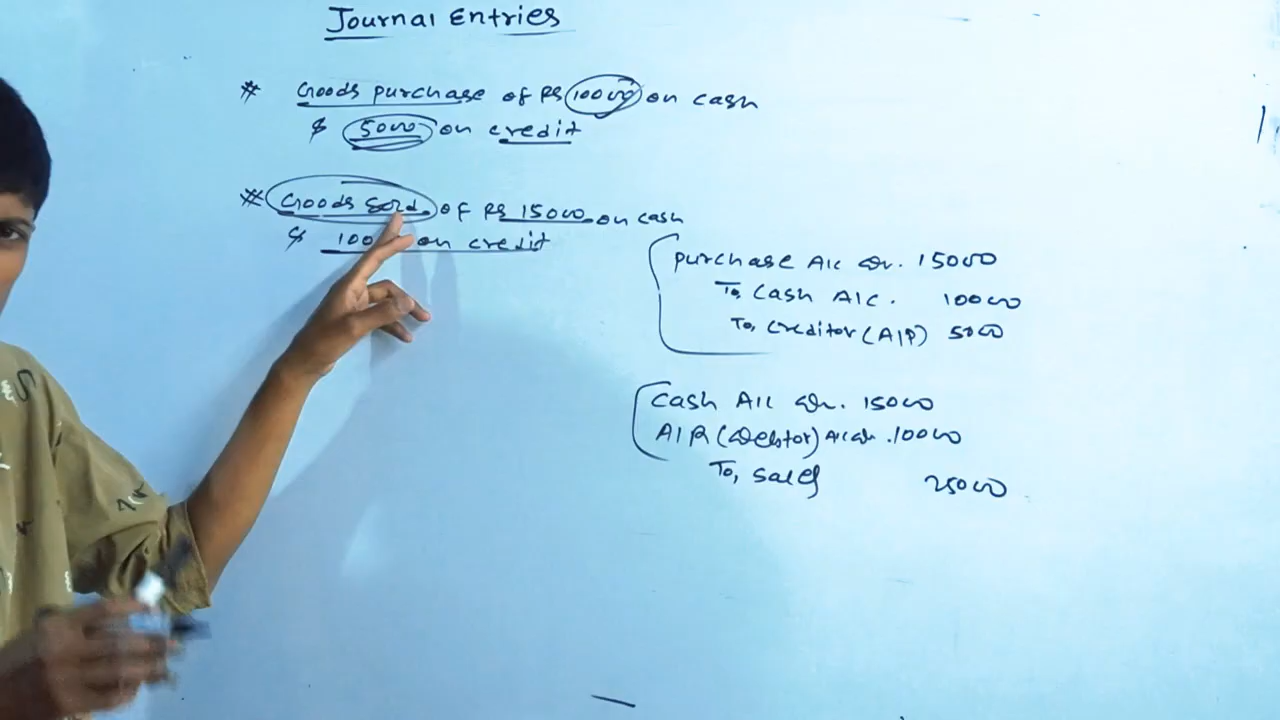 Journal Entries
* Goods purchase of Rs 10000 on cash
& 5000 on credit
* Goods sold of Rs 15000 on cash
& 100 on credit
Purchase A/c Dr. 15000
To, Cash A/c. 10000
To, Creditor (A/P) 5000
Cash A/c Dr. 15000
A/R (Debtor) A/c Dr. 10000
To, Sales 25000